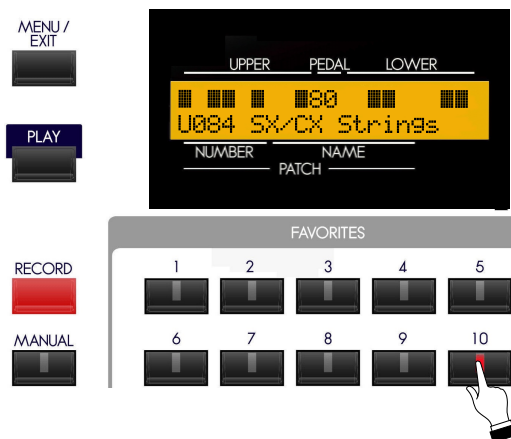 MENU /
EXIT
UPPER PEDAL LOWER
80
U084 SX/CX Strings
PLAY
NUMBER NAME
PATCH
FAVORITES
RECORD
1 2 3 4 5
MANUAL
6 7 8 9 10